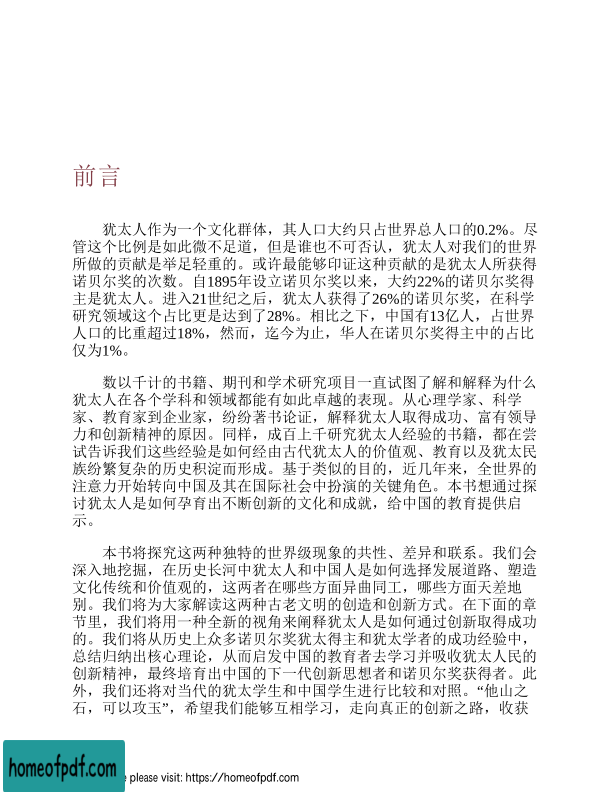 前言
犹太人作为一个文化群体，其人口大约只占世界总人口的0.2%。尽
管这个比例是如此微不足道，但是谁也不可否认，犹太人对我们的世界
所做的贡献是举足轻重的。或许最能够印证这种贡献的是犹太人所获得
诺贝尔奖的次数。自1895年设立诺贝尔奖以来，大约22%的诺贝尔奖得
主是犹太人。进入21世纪之后，犹太人获得了26%的诺贝尔奖，在科学
研究领域这个占比更是达到了28%。相比之下，中国有13亿人，占世界
人口的比重超过18%，然而，迄今为止，华人在诺贝尔奖得主中的占比
仅为1%。
数以千计的书籍、期刊和学术研究项目一直试图了解和解释为什么
犹太人在各个学科和领域都能有如此卓越的表现。从心理学家、科学
家、教育家到企业家，纷纷著书论证，解释犹太人取得成功、富有领导
力和创新精神的原因。同样，成百上千研究犹太人经验的书籍，都在尝
试告诉我们这些经验是如何经由古代犹太人的价值观、教育以及犹太民
族纷繁复杂的历史积淀而形成。基于类似的目的，近几年来，全世界的
注意力开始转向中国及其在国际社会中扮演的关键角色。本书想通过探
讨犹太人是如何孕育出不断创新的文化和成就，给中国的教育提供启
示。
本书将探究这两种独特的世界级现象的共性、差异和联系。我们会
深入地挖掘，在历史长河中犹太人和中国人是如何选择发展道路、塑造
文化传统和价值观的，这两者在哪些方面异曲同工，哪些方面天差地
别。我们将为大家解读这两种古老文明的创造和创新方式。在下面的章
节里，我们将用一种全新的视角来阐释犹太人是如何通过创新取得成功
的。我们将从历史上众多诺贝尔奖犹太得主和犹太学者的成功经验中，
总结归纳出核心理论，从而启发中国的教育者去学习并吸收犹太人民的
创新精神，最终培育出中国的下一代创新思想者和诺贝尔奖获得者。此
外，我们还将对当代的犹太学生和中国学生进行比较和对照。“他山之
石，可以攻玉”，希望我们能够互相学习，走向真正的创新之路，收获
homeofpdf.com
e please visit: https://homeofpdf.com